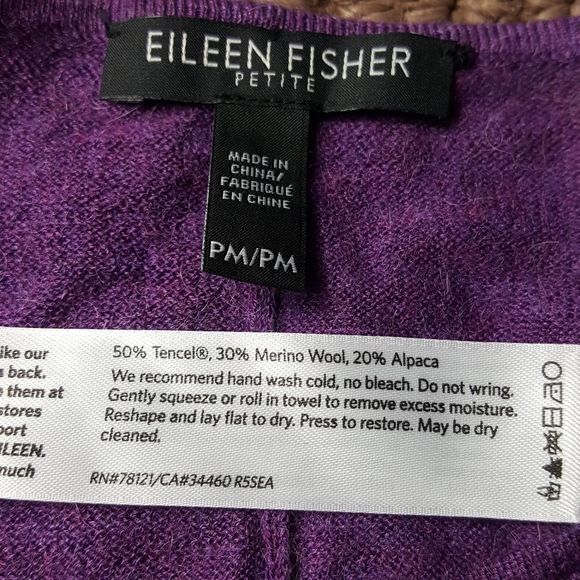 EILEEN FISHER
PETITE
MADE IN
CHINA/
FABRIQUÉ
EN CHINE
PM/PM
ike our
back.
them at
stores
port
ILEEN.
much
50% Tencel®, 30% Merino Wool, 20% Alpaca
We recommend hand wash cold, no bleach. Do not wring.
Gently squeeze or roll in towel to remove excess moisture.
Reshape and lay flat to dry. Press to restore. May be dry
cleaned.
RN#78121/CA#34460 R5SEA